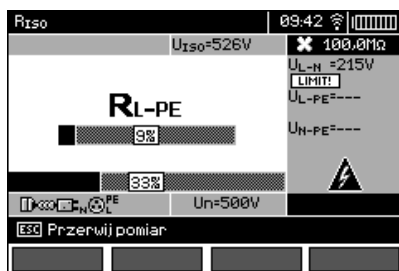 RISO 09:42
UISO=526V ✖ 100.0MΩ
UL-N =215V
LIMIT!
UL-PE=---
UN-PE=---
RL-PE
9%
33%
N PE L Un=500V
ESC Przerwij pomiar